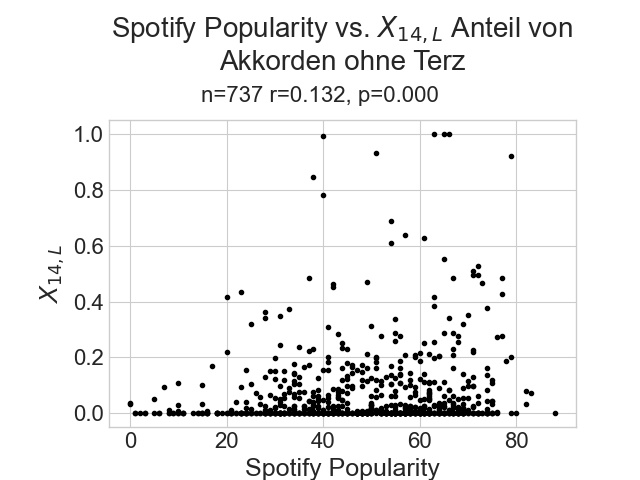 Spotify Popularity vs. X14, L Anteil von
Akkorden ohne Terz
n=737 r=0.132, p=0.000
1.0
0.8
0.6
0.4
0.2
0.0
X14, L
0 20 40 60 80
Spotify Popularity